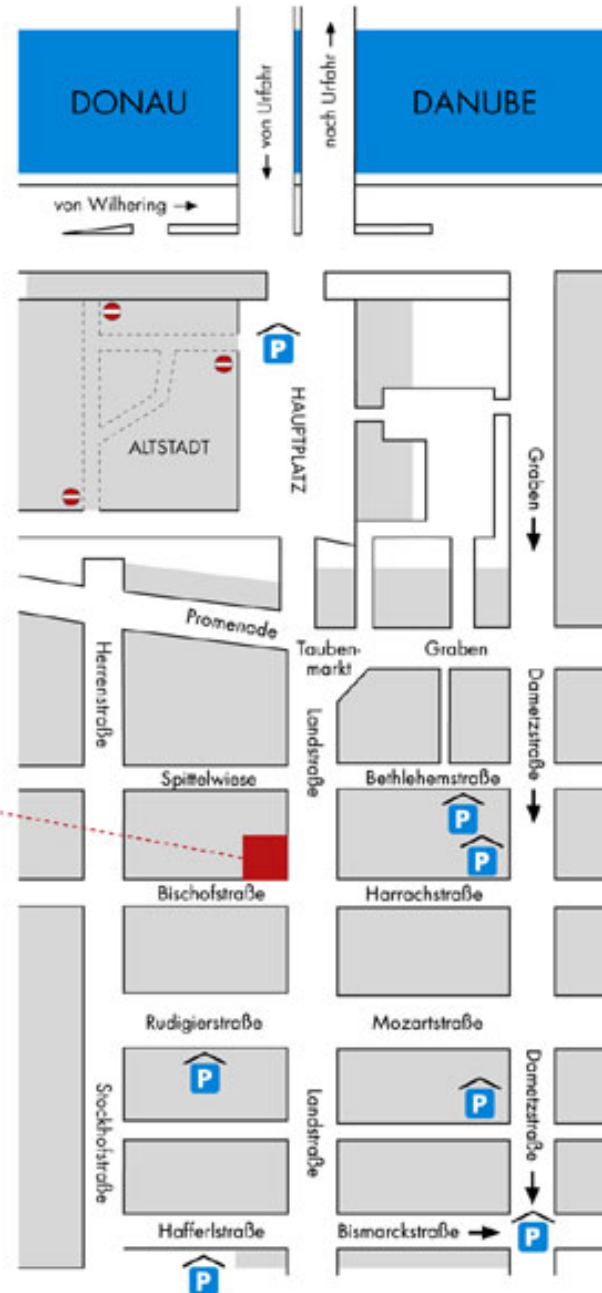 DONAU
DANUBE
von Urfahr
nach Urfahr
von Wilhering
P
HAUPTPLATZ
ALTSTADT
Graben
Promenade
Tauben-
markt
Graben
Herrenstraße
Landstraße
Dametzstraße
Spittelwiese
Bethlehemstraße
P
P
Bischofstraße
Harrachstraße
Rudigierstraße
Mozartstraße
P
P
Stockhofstraße
Landstraße
Dametzstraße
Hafferlstraße
Bismarckstraße
P
P